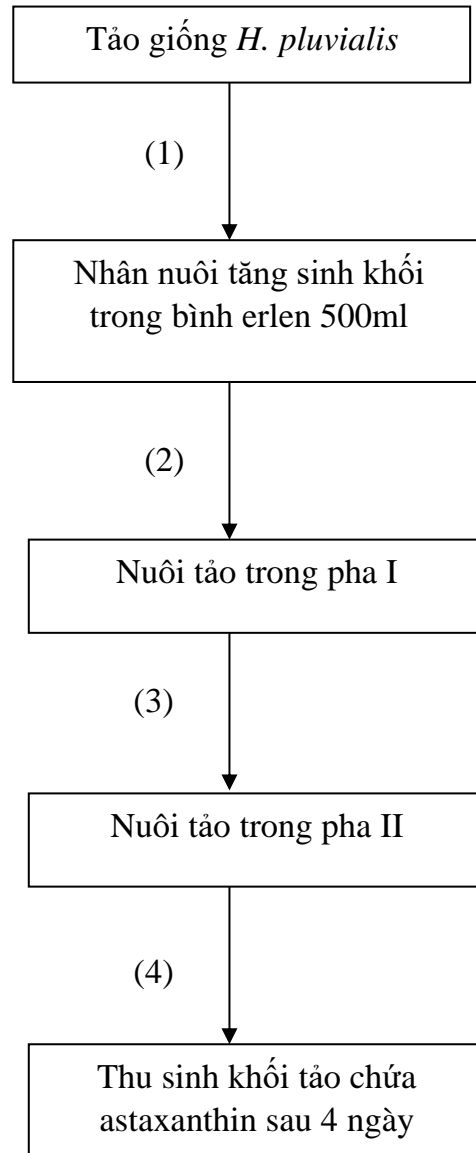 Tảo giống H. pluvialis
(1)
Nhân nuôi tăng sinh khối
trong bình erlen 500ml
(2)
Nuôi tảo trong pha I
(3)
Nuôi tảo trong pha II
(4)
Thu sinh khối tảo chứa
astaxanthin sau 4 ngày